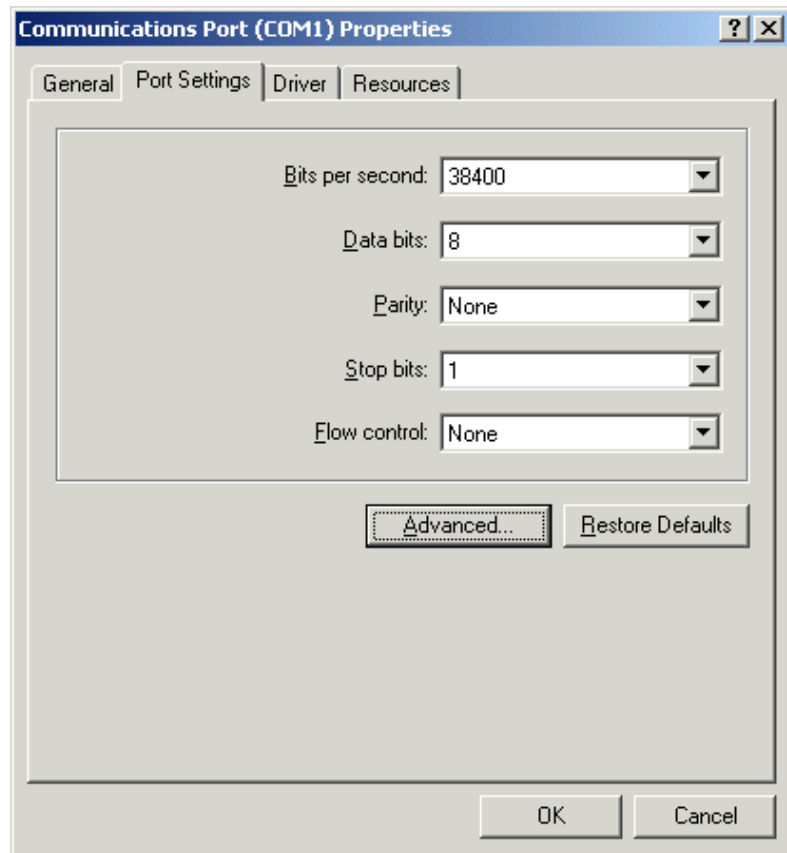 Communications Port (COM1) Properties
General Port Settings Driver Resources
Bits per second: 38400
Data bits: 8
Parity: None
Stop bits: 1
Flow control: None
Advanced... Restore Defaults
OK Cancel